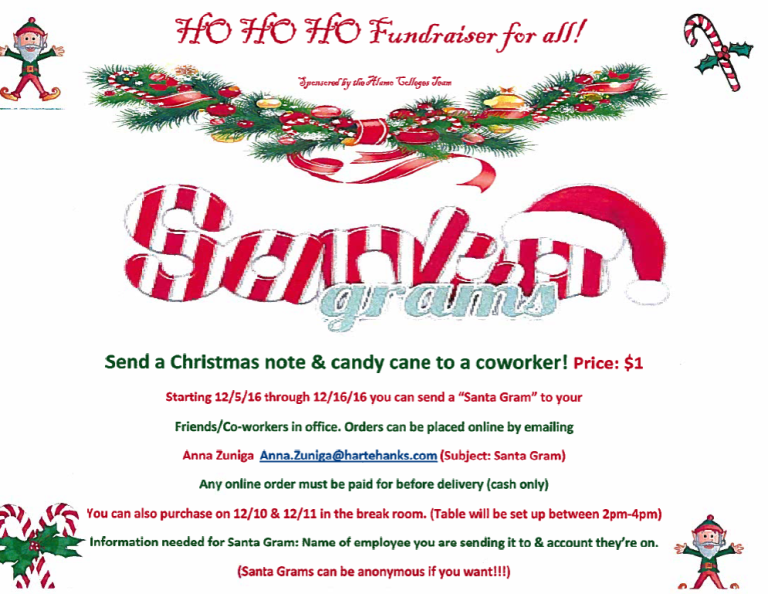 HO HO HO Fundraiser for all!
Sponsored by the Alamo Colleges Team
Santa
grams
Send a Christmas note & candy cane to a coworker! Price: $1
Starting 12/5/16 through 12/16/16 you can send a “Santa Gram” to your
Friends/Co-workers in office. Orders can be placed online by emailing
Anna Zuniga Anna.Zuniga@hartehanks.com (Subject: Santa Gram)
Any online order must be paid for before delivery (cash only)
You can also purchase on 12/10 & 12/11 in the break room. (Table will be set up between 2pm-4pm)
Information needed for Santa Gram: Name of employee you are sending it to & account they’re on.
(Santa Grams can be anonymous if you want!!!)